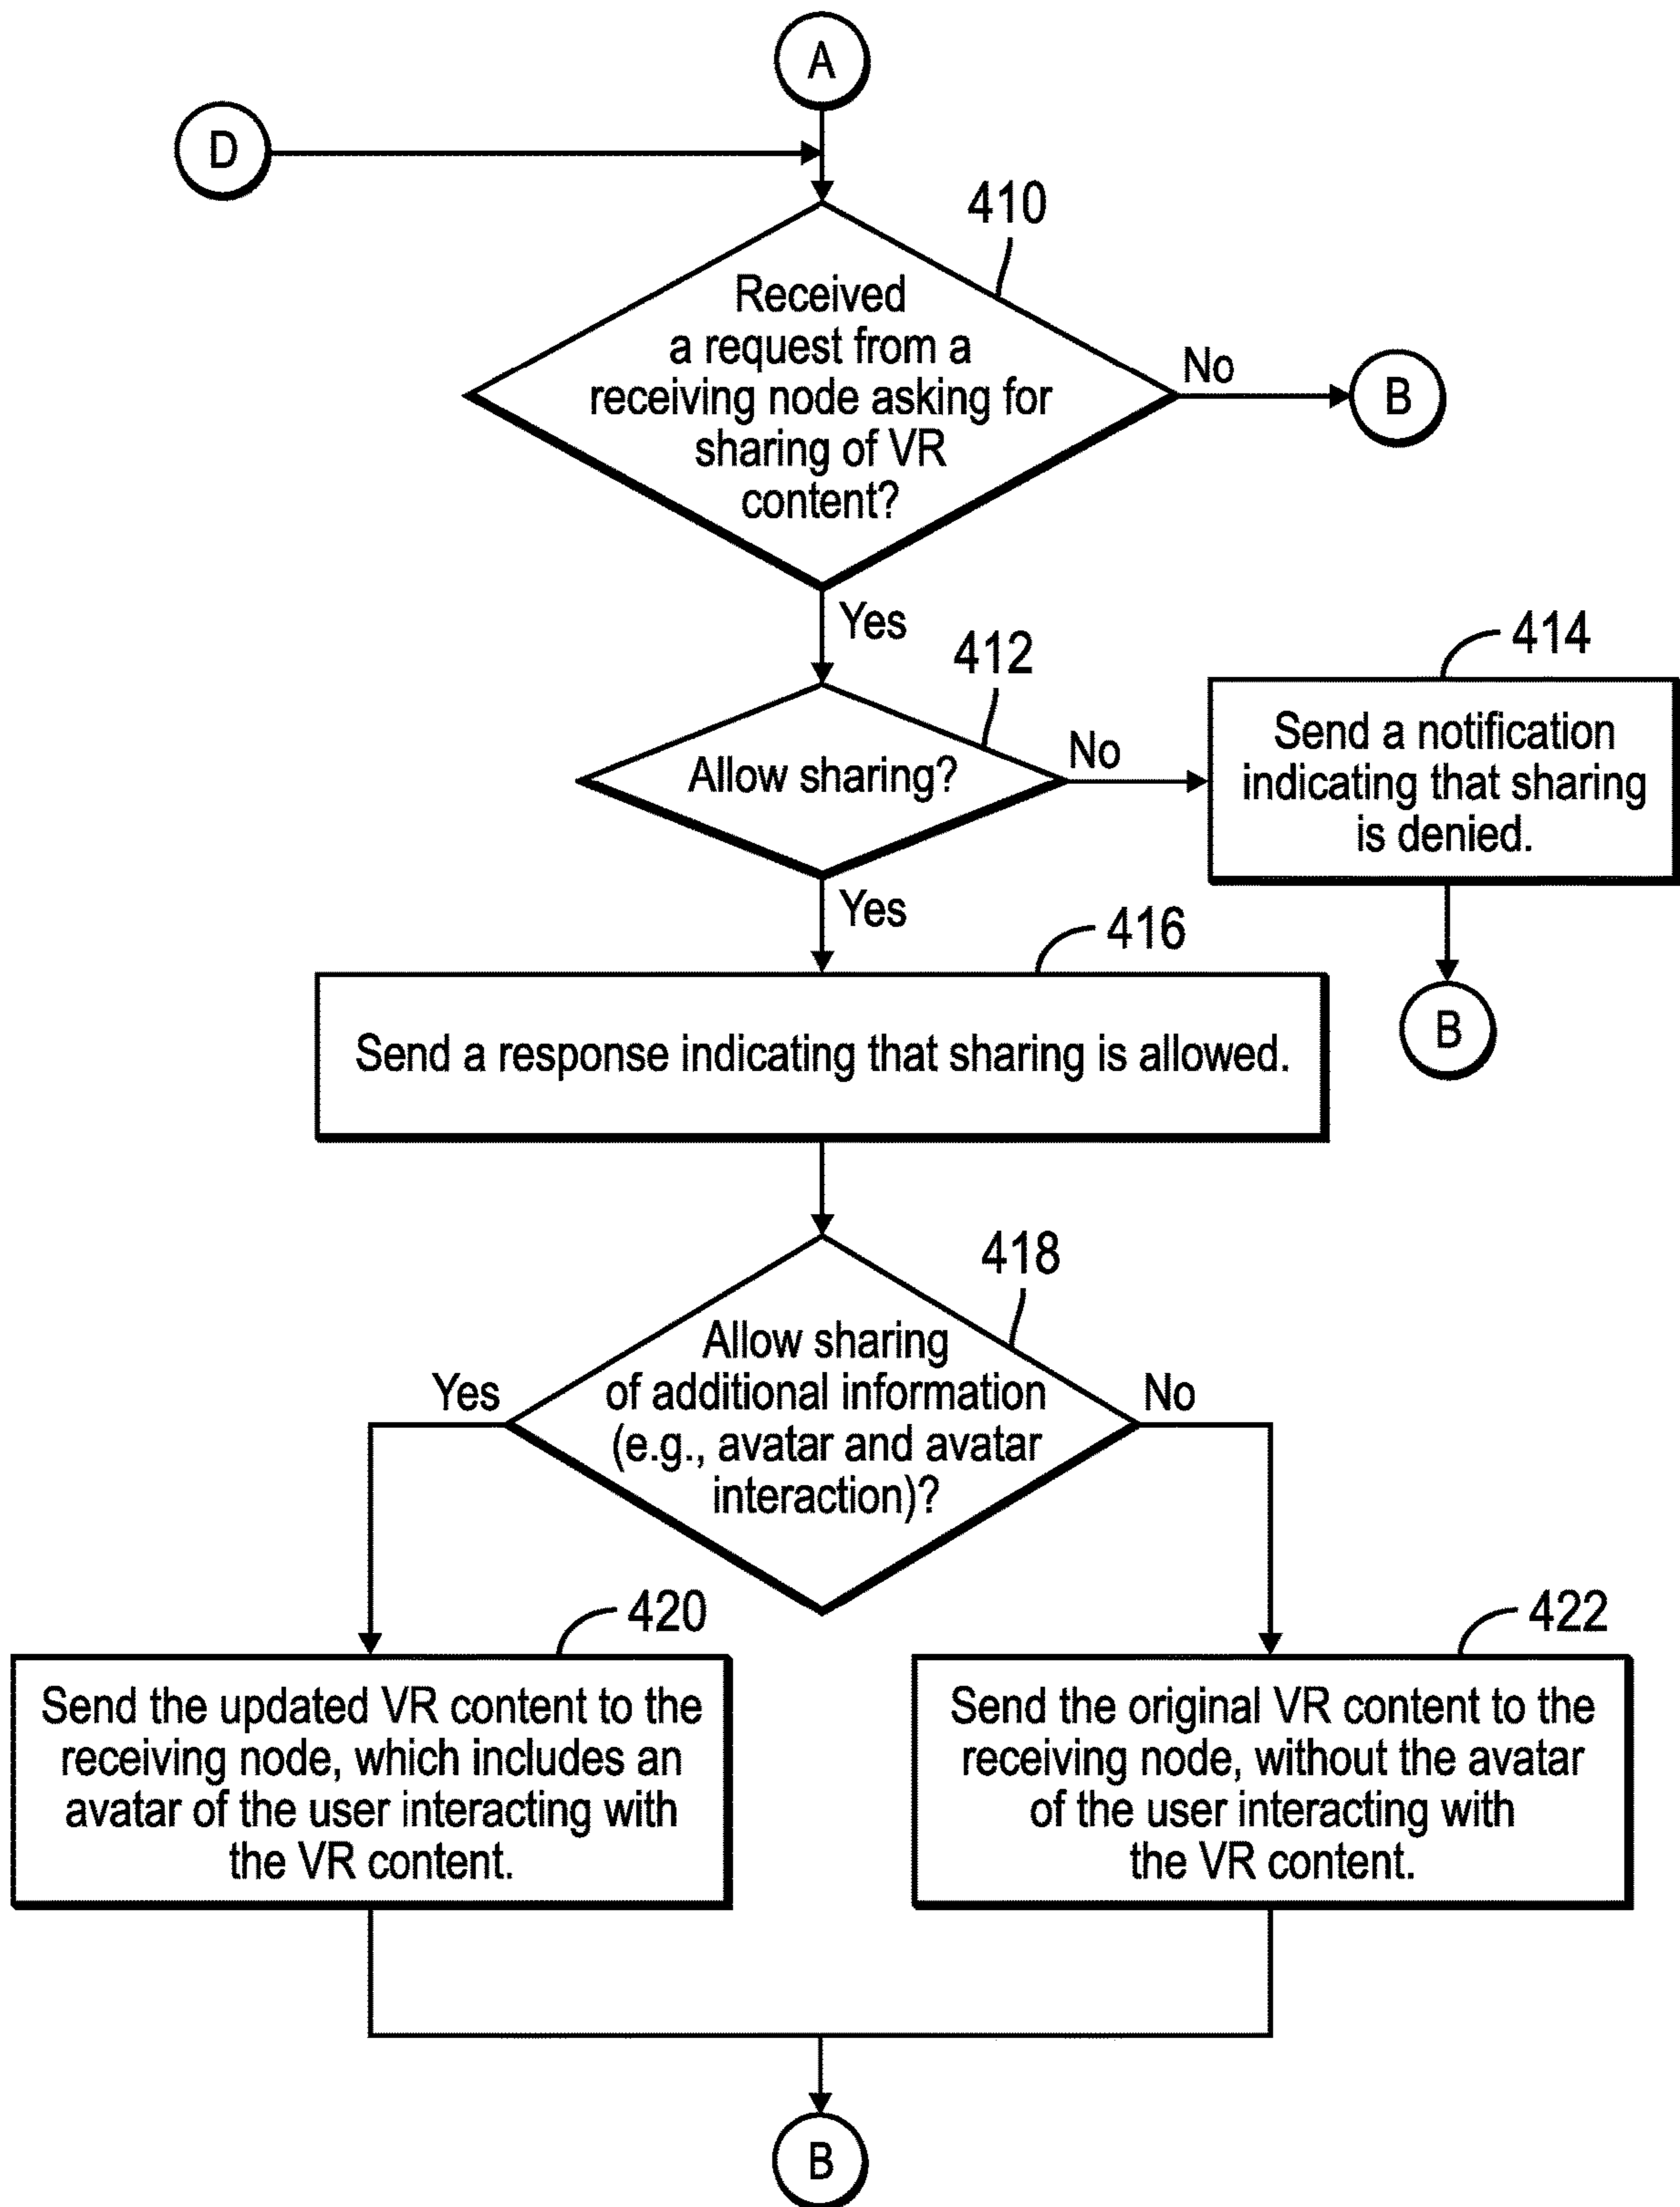 A
D
410
Received
a request from a
receiving node asking for
sharing of VR
content?
No
B
Yes
412
Allow sharing?
No
414
Send a notification
indicating that sharing
is denied.
B
Yes
416
Send a response indicating that sharing is allowed.
418
Allow sharing
of additional information
(e.g., avatar and avatar
interaction)?
Yes
No
420
Send the updated VR content to the
receiving node, which includes an
avatar of the user interacting with
the VR content.
422
Send the original VR content to the
receiving node, without the avatar
of the user interacting with
the VR content.
B